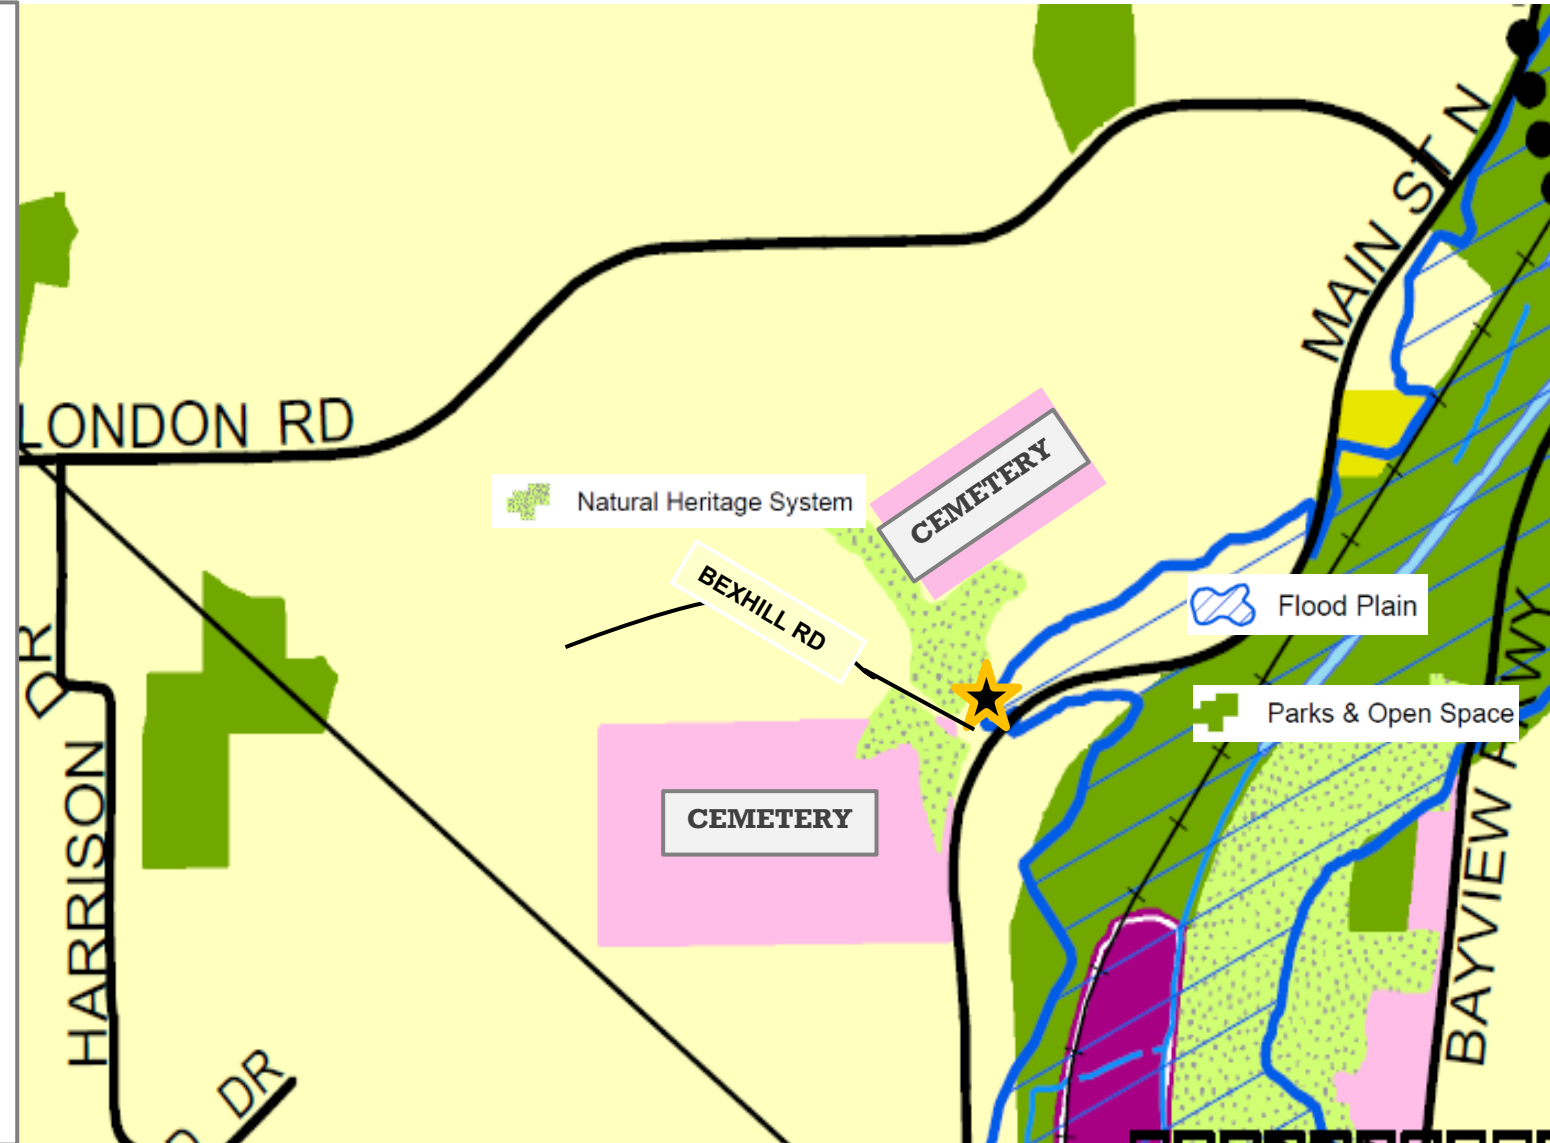 MAIN ST N
LONDON RD
CEMETERY
Natural Heritage System
BEXHILL RD
Flood Plain
Parks & Open Space
CEMETERY
HARRISON DR
BAYVIEW PKWY
DR